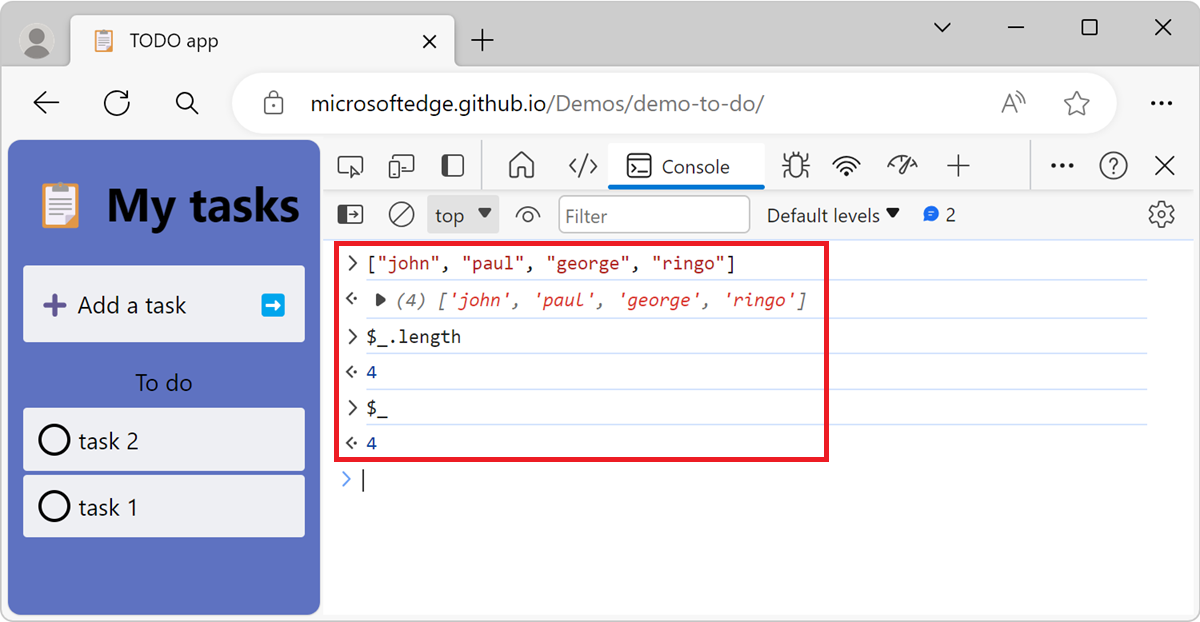 TODO app
microsoftedge.github.io/Demos/demo-to-do/
My tasks
Add a task
To do
task 2
task 1
Console
top
Filter
Default levels
2
> ["john", "paul", "george", "ringo"]
(4) ['john', 'paul', 'george', 'ringo']
> $_.length
4
> $_
4
>